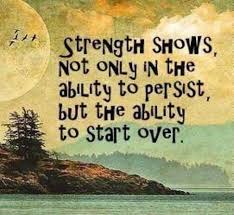 Strength shows,
not only in the
ability to persist,
but the ability
to start over.